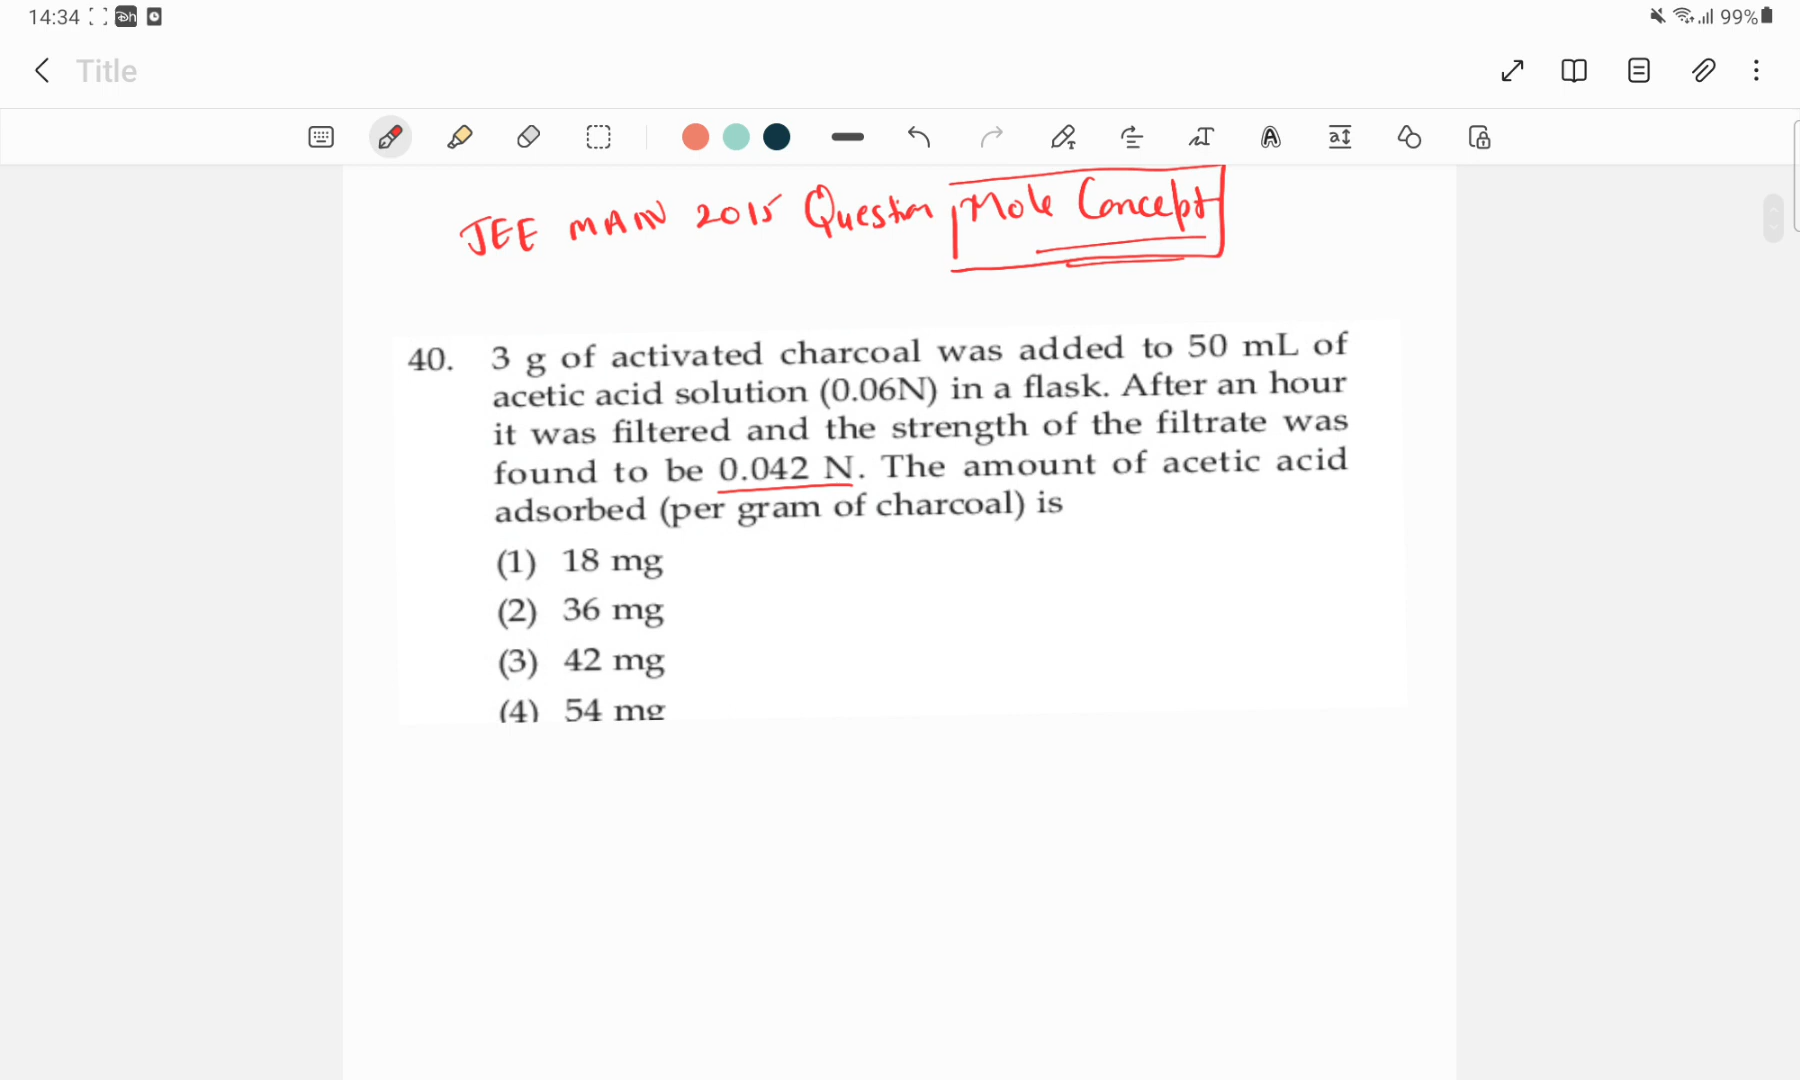 14:34
99%
Title
JEE MAIN 2015 Question Mole Concept
40. 3 g of activated charcoal was added to 50 mL of
acetic acid solution (0.06N) in a flask. After an hour
it was filtered and the strength of the filtrate was
found to be 0.042 N. The amount of acetic acid
adsorbed (per gram of charcoal) is
(1) 18 mg
(2) 36 mg
(3) 42 mg
(4) 54 mg